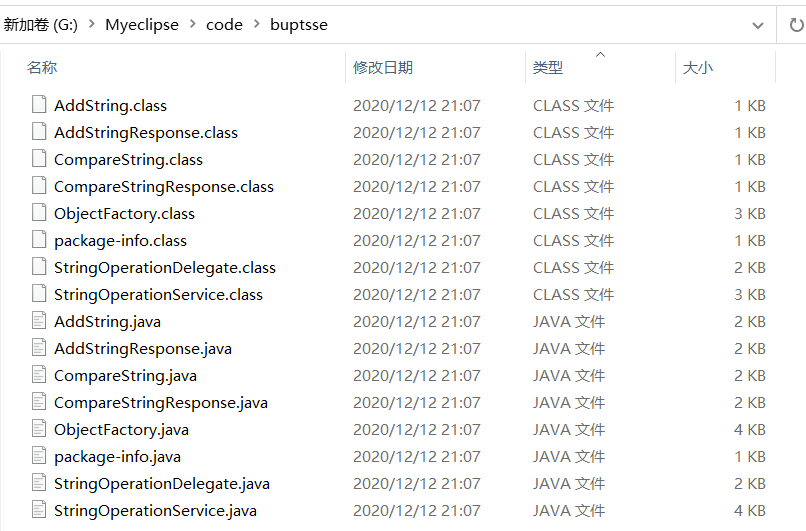 新加卷 (G:) > Myeclipse > code > buptsse
名称 修改日期 类型 大小
AddString.class 2020/12/12 21:07 CLASS 文件 1 KB
AddStringResponse.class 2020/12/12 21:07 CLASS 文件 1 KB
CompareString.class 2020/12/12 21:07 CLASS 文件 1 KB
CompareStringResponse.class 2020/12/12 21:07 CLASS 文件 1 KB
ObjectFactory.class 2020/12/12 21:07 CLASS 文件 3 KB
package-info.class 2020/12/12 21:07 CLASS 文件 1 KB
StringOperationDelegate.class 2020/12/12 21:07 CLASS 文件 2 KB
StringOperationService.class 2020/12/12 21:07 CLASS 文件 3 KB
AddString.java 2020/12/12 21:07 JAVA 文件 2 KB
AddStringResponse.java 2020/12/12 21:07 JAVA 文件 2 KB
CompareString.java 2020/12/12 21:07 JAVA 文件 2 KB
CompareStringResponse.java 2020/12/12 21:07 JAVA 文件 2 KB
ObjectFactory.java 2020/12/12 21:07 JAVA 文件 4 KB
package-info.java 2020/12/12 21:07 JAVA 文件 1 KB
StringOperationDelegate.java 2020/12/12 21:07 JAVA 文件 2 KB
StringOperationService.java 2020/12/12 21:07 JAVA 文件 4 KB